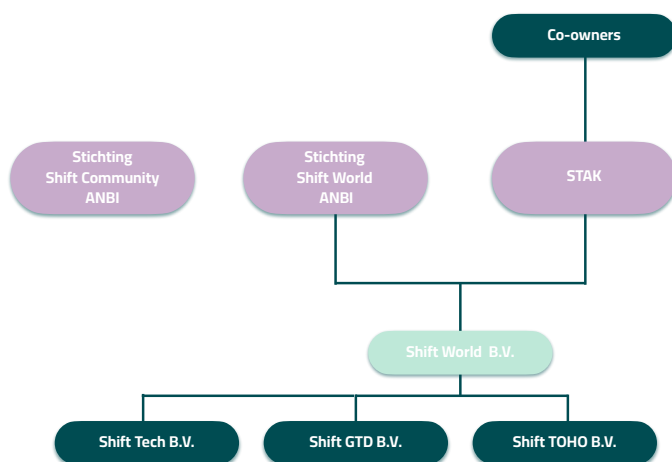 Co-owners
Stichting
Shift Community
ANBI
Stichting
Shift World
ANBI
STAK
Shift World B.V.
Shift Tech B.V.
Shift GTD B.V.
Shift TOHO B.V.